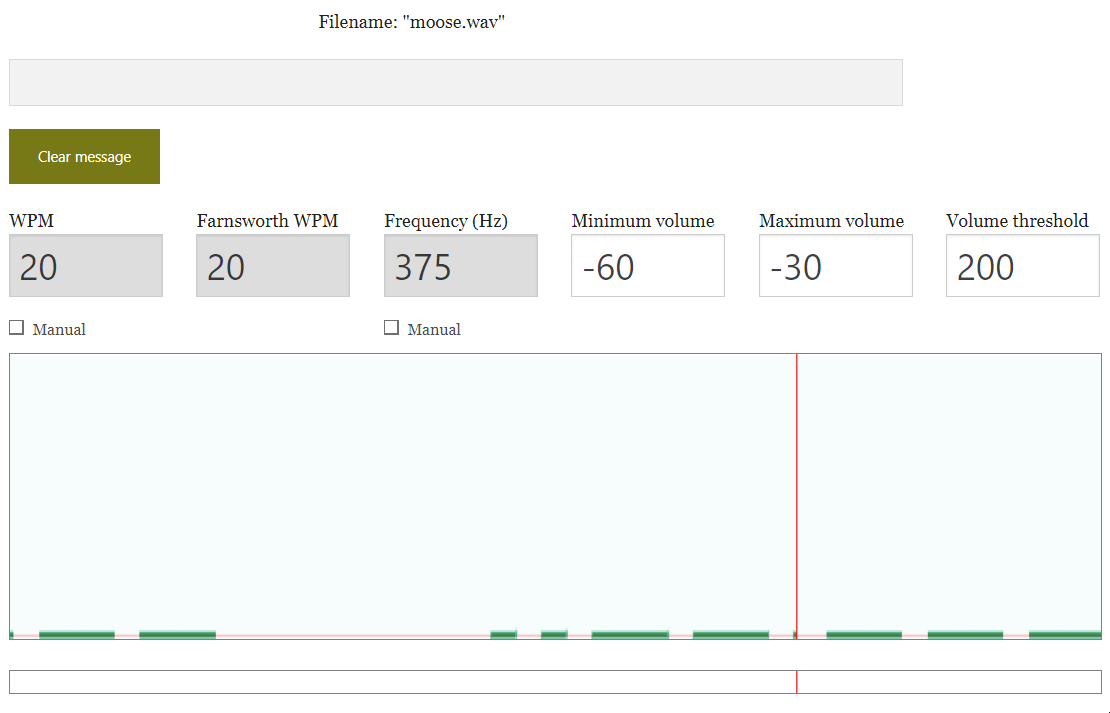 Filename: "moose.wav"
Clear message
WPM Farnsworth WPM Frequency (Hz) Minimum volume Maximum volume Volume threshold
20 20 375 -60 -30 200
Manual Manual